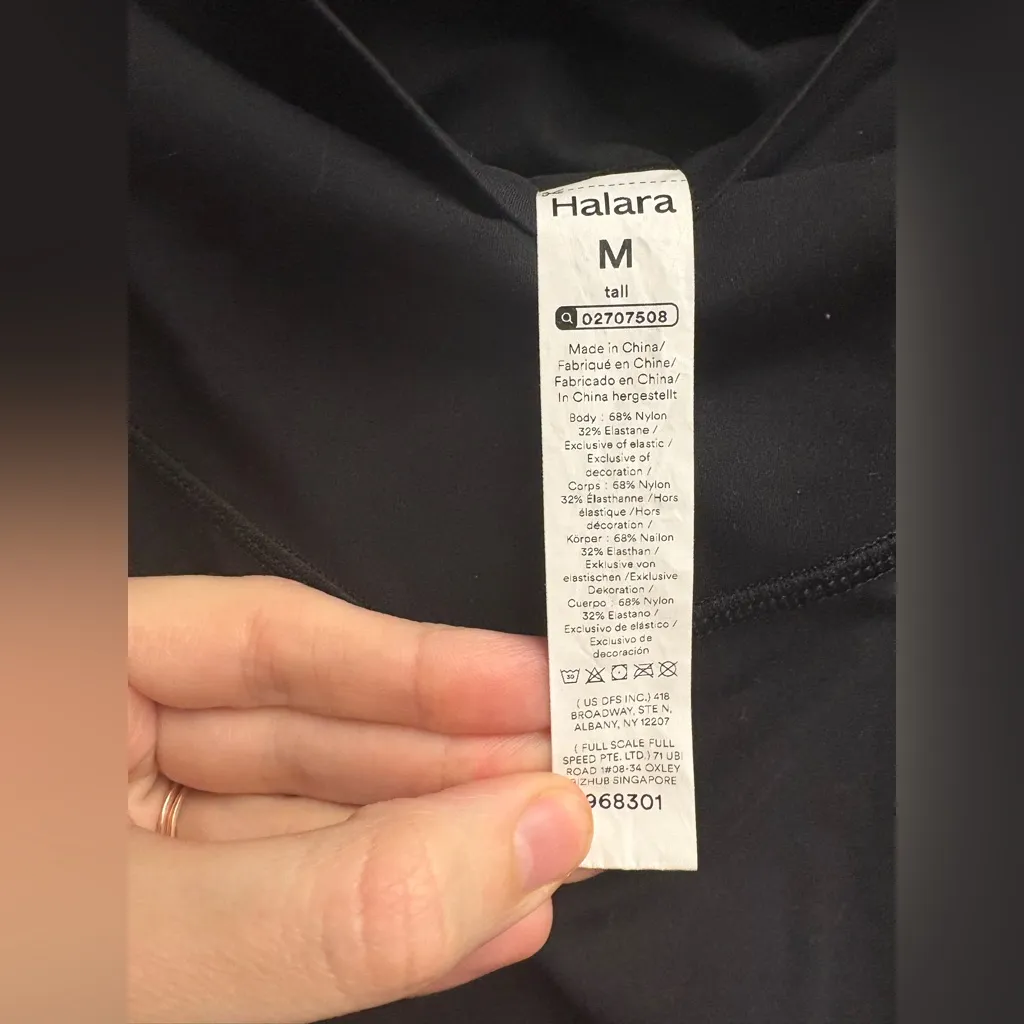 Halara
M
tall
02707508
Made in China/
Fabriqué en Chine/
Fabricado en China/
In China hergestellt
Body : 68% Nylon
32% Elastane /
Exclusive of elastic /
Exclusive of
decoration /
Corps : 68% Nylon
32% Élasthanne /Hors
élastique /Hors
décoration /
Körper : 68% Nailon
32% Elasthan /
Exklusive von
elastischen /Exklusive
Dekoration /
Cuerpo : 68% Nylon
32% Elastano /
Exclusivo de elástico /
Exclusivo de
decoración
30
( US DFS INC.) 418
BROADWAY, STE N,
ALBANY, NY 12207
( FULL SCALE FULL
SPEED PTE. LTD.) 71 UBI
ROAD 1#08-34 OXLEY
BIZHUB SINGAPORE
968301